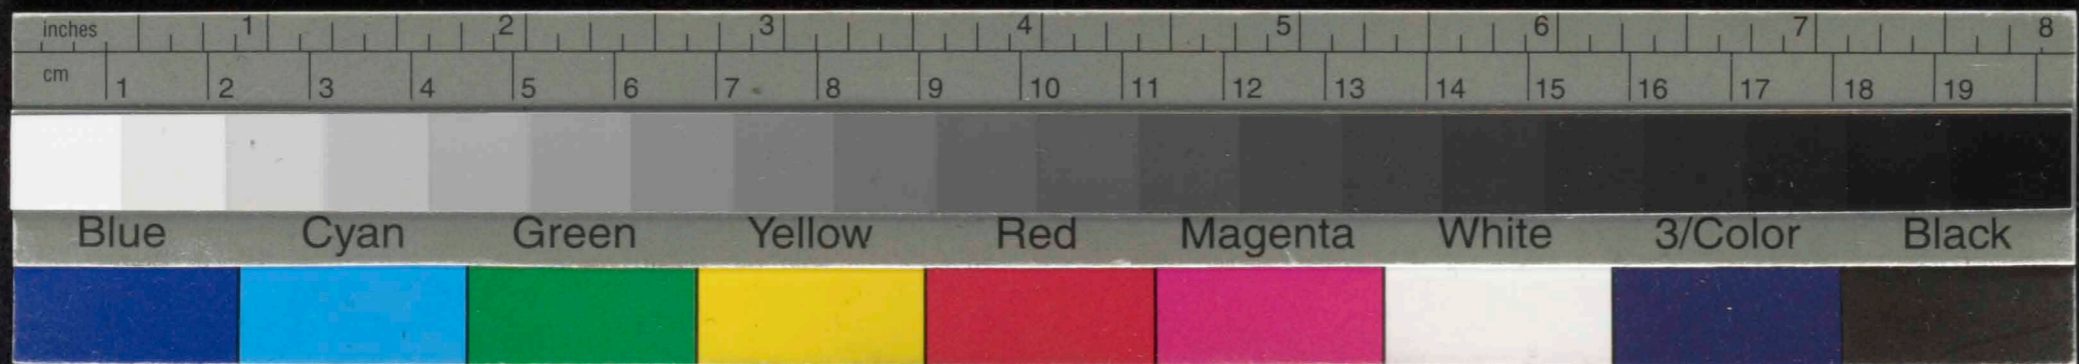 inches 1 2 3 4 5 6 7 8
cm 1 2 3 4 5 6 7 8 9 10 11 12 13 14 15 16 17 18 19
Blue Cyan Green Yellow Red Magenta White 3/Color Black